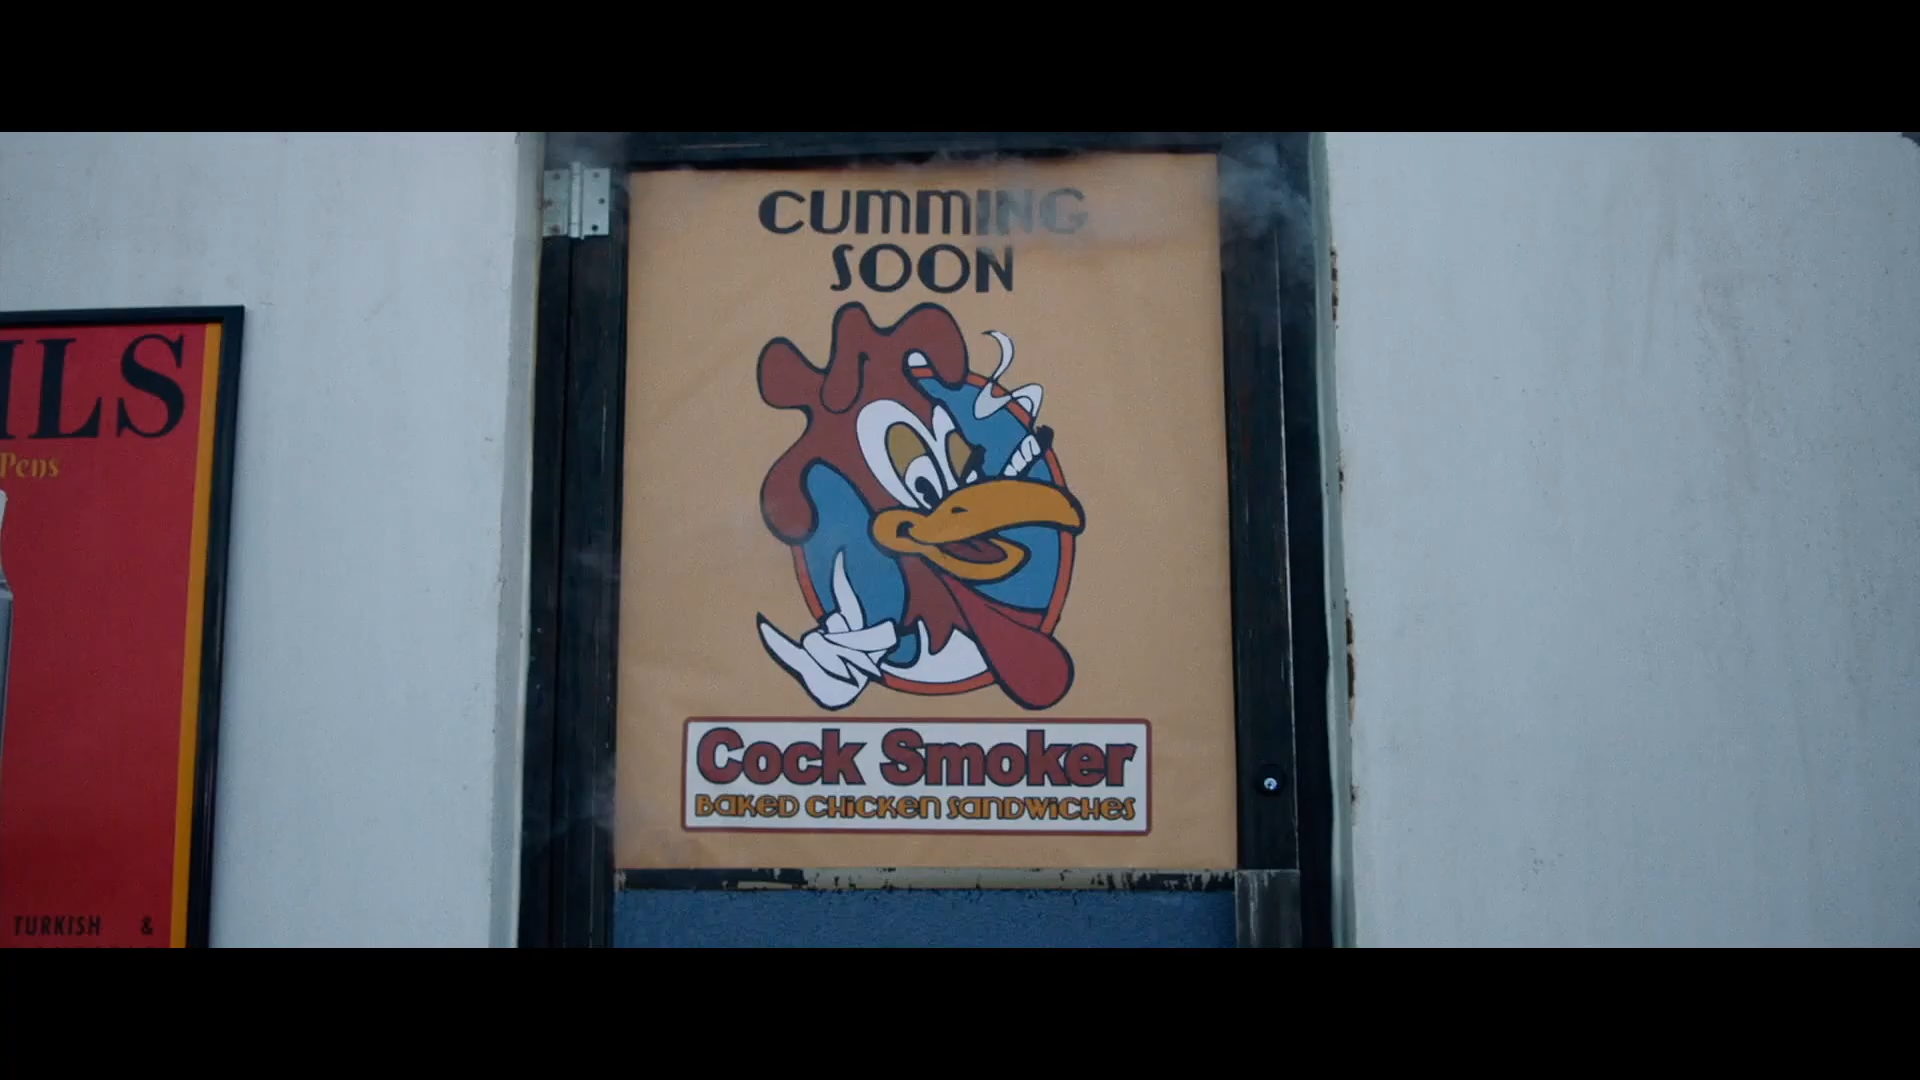 CUMMING
SOON
Cock Smoker
BAKED CHICKEN SANDWICHES
ILS
Pens
TURKISH &